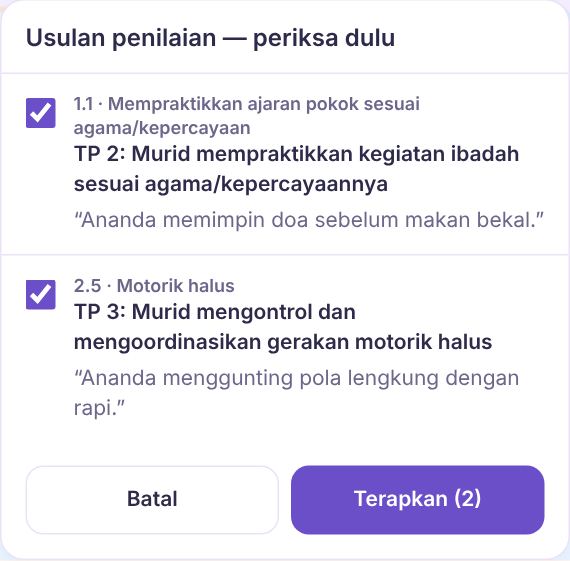 Usulan penilaian — periksa dulu
1.1 · Mempraktikkan ajaran pokok sesuai
agama/kepercayaan
TP 2: Murid mempraktikkan kegiatan ibadah
sesuai agama/kepercayaannya
“Ananda memimpin doa sebelum makan bekal.”
2.5 · Motorik halus
TP 3: Murid mengontrol dan
mengoordinasikan gerakan motorik halus
“Ananda menggunting pola lengkung dengan
rapi.”
Batal
Terapkan (2)